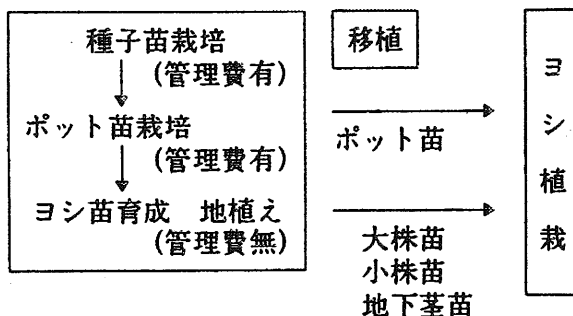 種子苗栽培
(管理費有)
ポット苗栽培
(管理費有)
ヨシ苗育成 地植え
(管理費無)
移植
ポット苗
大株苗
小株苗
地下茎苗
ヨシ植栽